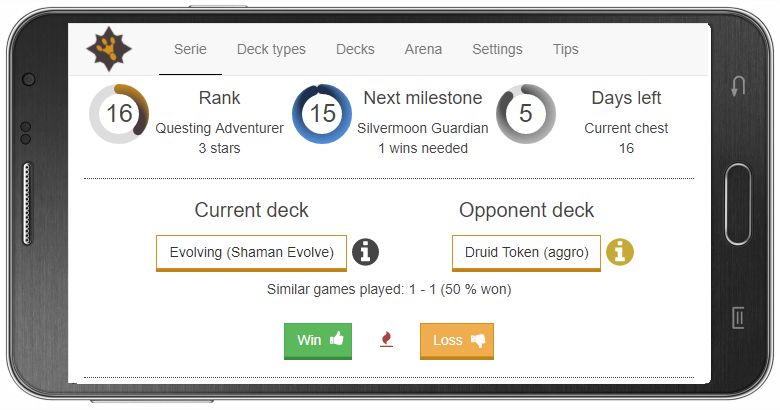 Serie Deck types Decks Arena Settings Tips
16 Rank
Questing Adventurer
3 stars
15 Next milestone
Silvermoon Guardian
1 wins needed
5 Days left
Current chest
16
Current deck
Evolving (Shaman Evolve)
Opponent deck
Druid Token (aggro)
Similar games played: 1 - 1 (50 % won)
Win Loss